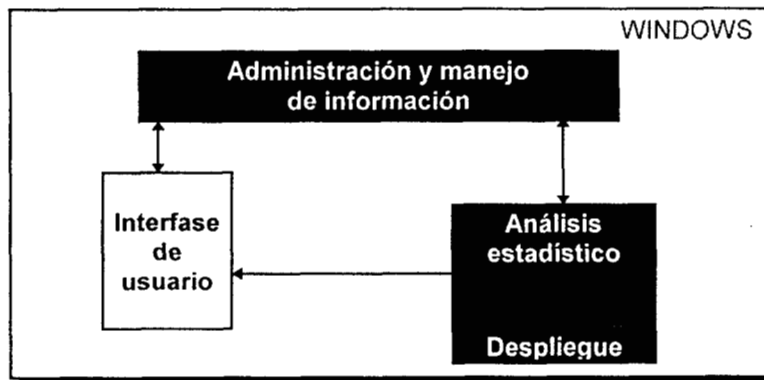 WINDOWS
Administración y manejo
de información
Interfase
de
usuario
Análisis
estadístico
Despliegue